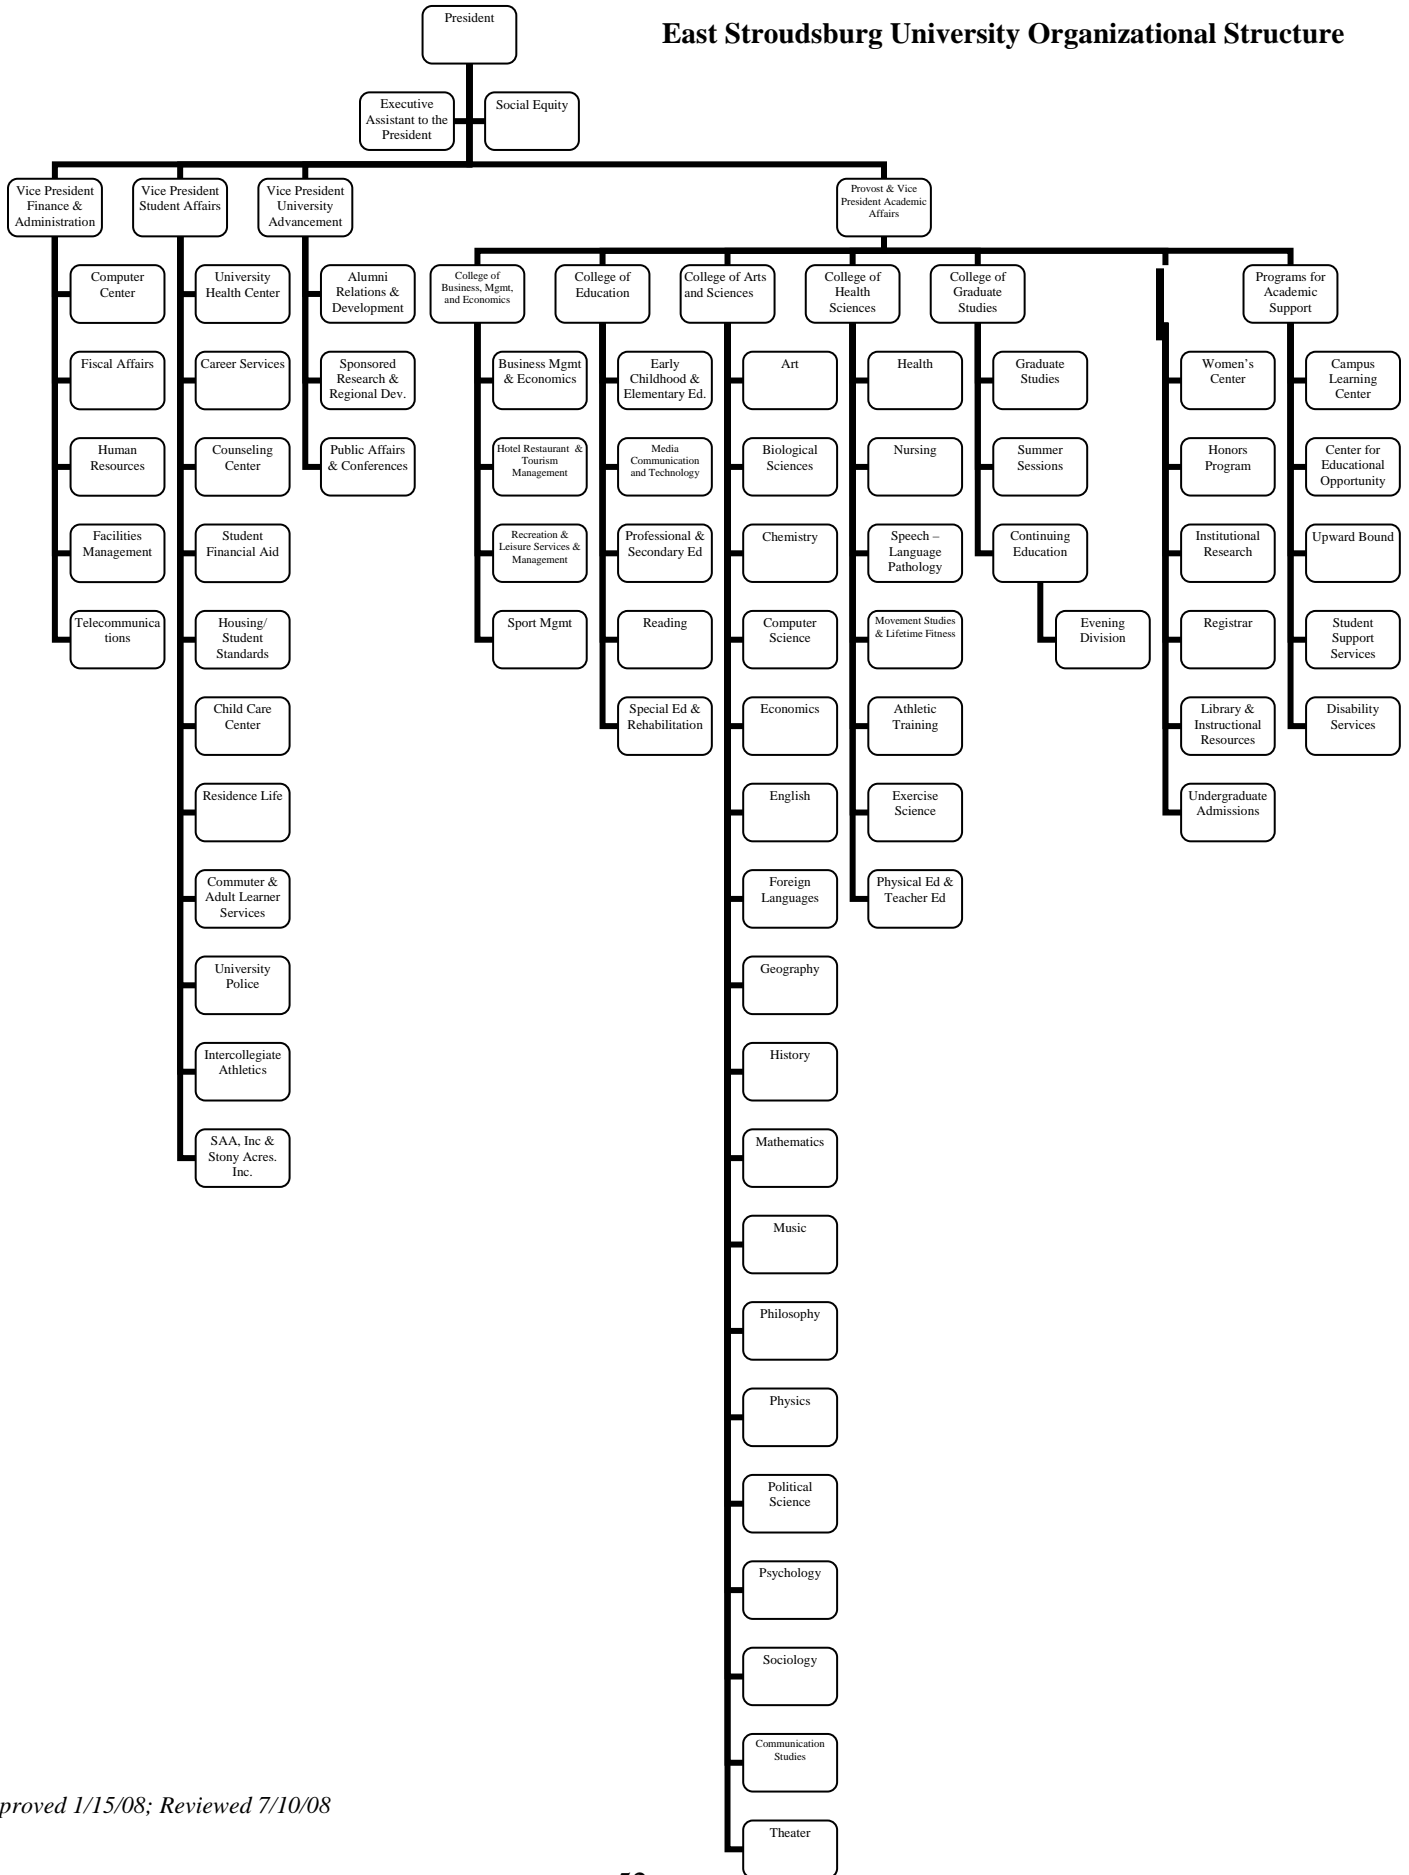 President
East Stroudsburg University Organizational Structure
Executive
Assistant to the
President
Social Equity
Vice President
Finance &
Administration
Vice President
Student Affairs
Vice President
University
Advancement
Provost & Vice
President Academic
Affairs
Computer
Center
Fiscal Affairs
Human
Resources
Facilities
Management
Telecommunica
tions
University
Health Center
Career Services
Counseling
Center
Student
Financial Aid
Housing/
Student
Standards
Child Care
Center
Residence Life
Commuter &
Adult Learner
Services
University
Police
Intercollegiate
Athletics
SAA, Inc &
Stony Acres.
Inc.
Alumni
Relations &
Development
Sponsored
Research &
Regional Dev.
Public Affairs
& Conferences
College of
Business, Mgmt,
and Economics
Business Mgmt
& Economics
Hotel Restaurant &
Tourism
Management
Recreation &
Leisure Services &
Management
Sport Mgmt
College of
Education
Early
Childhood &
Elementary Ed.
Media
Communication
and Technology
Professional &
Secondary Ed
Reading
Special Ed &
Rehabilitation
College of Arts
and Sciences
Art
Biological
Sciences
Chemistry
Computer
Science
Economics
English
Foreign
Languages
Geography
History
Mathematics
Music
Philosophy
Physics
Political
Science
Psychology
Sociology
Communication
Studies
Theater
College of
Health
Sciences
Health
Nursing
Speech –
Language
Pathology
Movement Studies
& Lifetime Fitness
Athletic
Training
Exercise
Science
Physical Ed &
Teacher Ed
College of
Graduate
Studies
Graduate
Studies
Summer
Sessions
Continuing
Education
Evening
Division
Women's
Center
Honors
Program
Institutional
Research
Registrar
Library &
Instructional
Resources
Undergraduate
Admissions
Programs for
Academic
Support
Campus
Learning
Center
Center for
Educational
Opportunity
Upward Bound
Student
Support
Services
Disability
Services
proved 1/15/08; Reviewed 7/10/08